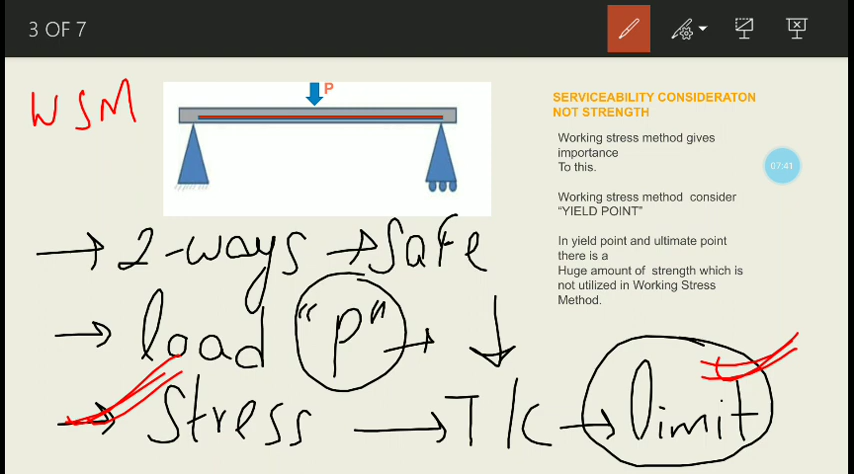 3 OF 7
WSM
P
SERVICEABILITY CONSIDERATON
NOT STRENGTH
Working stress method gives
importance
To this.
07:41
Working stress method consider
“YIELD POINT”
In yield point and ultimate point
there is a
Huge amount of strength which is
not utilized in Working Stress
Method.
→ 2-ways → Safe
→ load "P" → ↓
→ Stress → T/C → limit